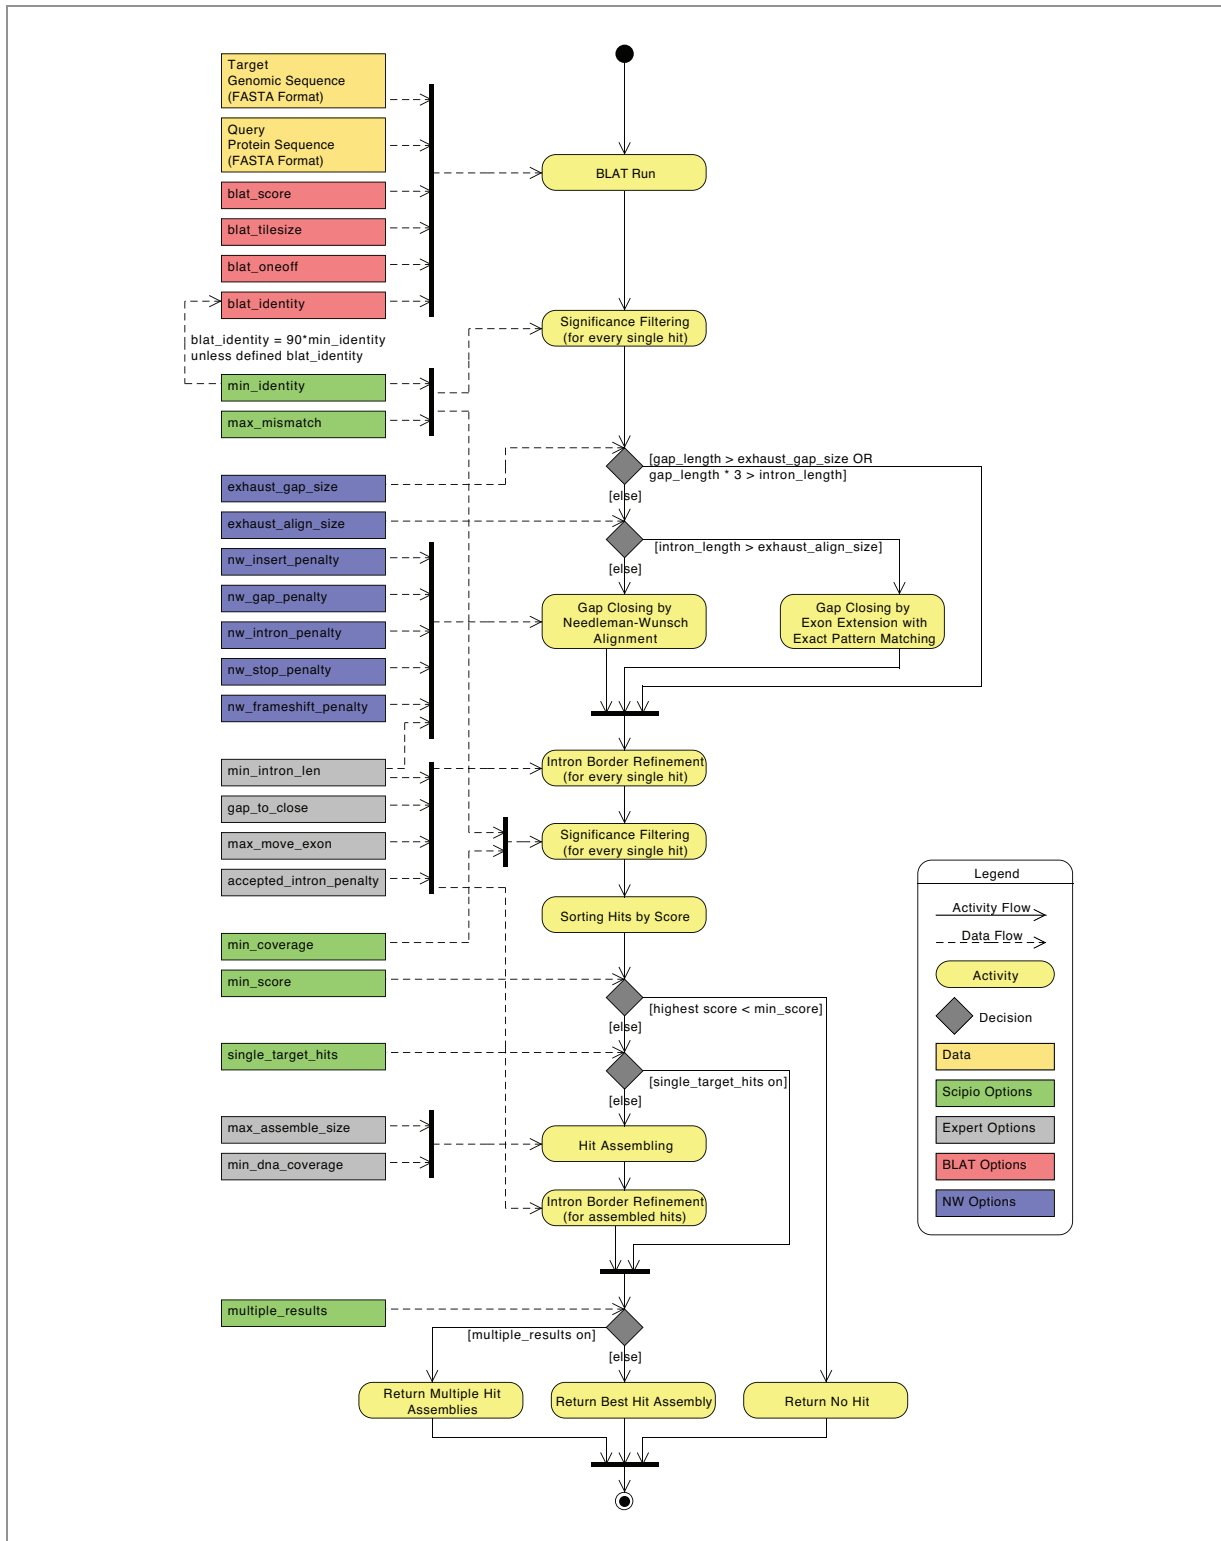 Target
Genomic Sequence
(FASTA Format)
Query
Protein Sequence
(FASTA Format)
BLAT Run
blat_score
blat_tilesize
blat_oneoff
blat_identity
blat_identity = 90*min_identity
unless defined blat_identity
Significance Filtering
(for every single hit)
min_identity
max_mismatch
[gap_length > exhaust_gap_size OR
gap_length * 3 > intron_length]
exhaust_gap_size
[else]
exhaust_align_size
[intron_length > exhaust_align_size]
[else]
nw_insert_penalty
nw_gap_penalty
nw_intron_penalty
nw_stop_penalty
nw_frameshift_penalty
Gap Closing by
Needleman-Wunsch
Alignment
Gap Closing by
Exon Extension with
Exact Pattern Matching
min_intron_len
gap_to_close
max_move_exon
accepted_intron_penalty
Intron Border Refinement
(for every single hit)
Significance Filtering
(for every single hit)
Sorting Hits by Score
min_coverage
min_score
[highest score < min_score]
[else]
single_target_hits
[single_target_hits on]
[else]
max_assemble_size
min_dna_coverage
Hit Assembling
Intron Border Refinement
(for assembled hits)
multiple_results
[multiple_results on]
[else]
Return Multiple Hit
Assemblies
Return Best Hit Assembly
Return No Hit
Legend
Activity Flow
Data Flow
Activity
Decision
Data
Scipio Options
Expert Options
BLAT Options
NW Options